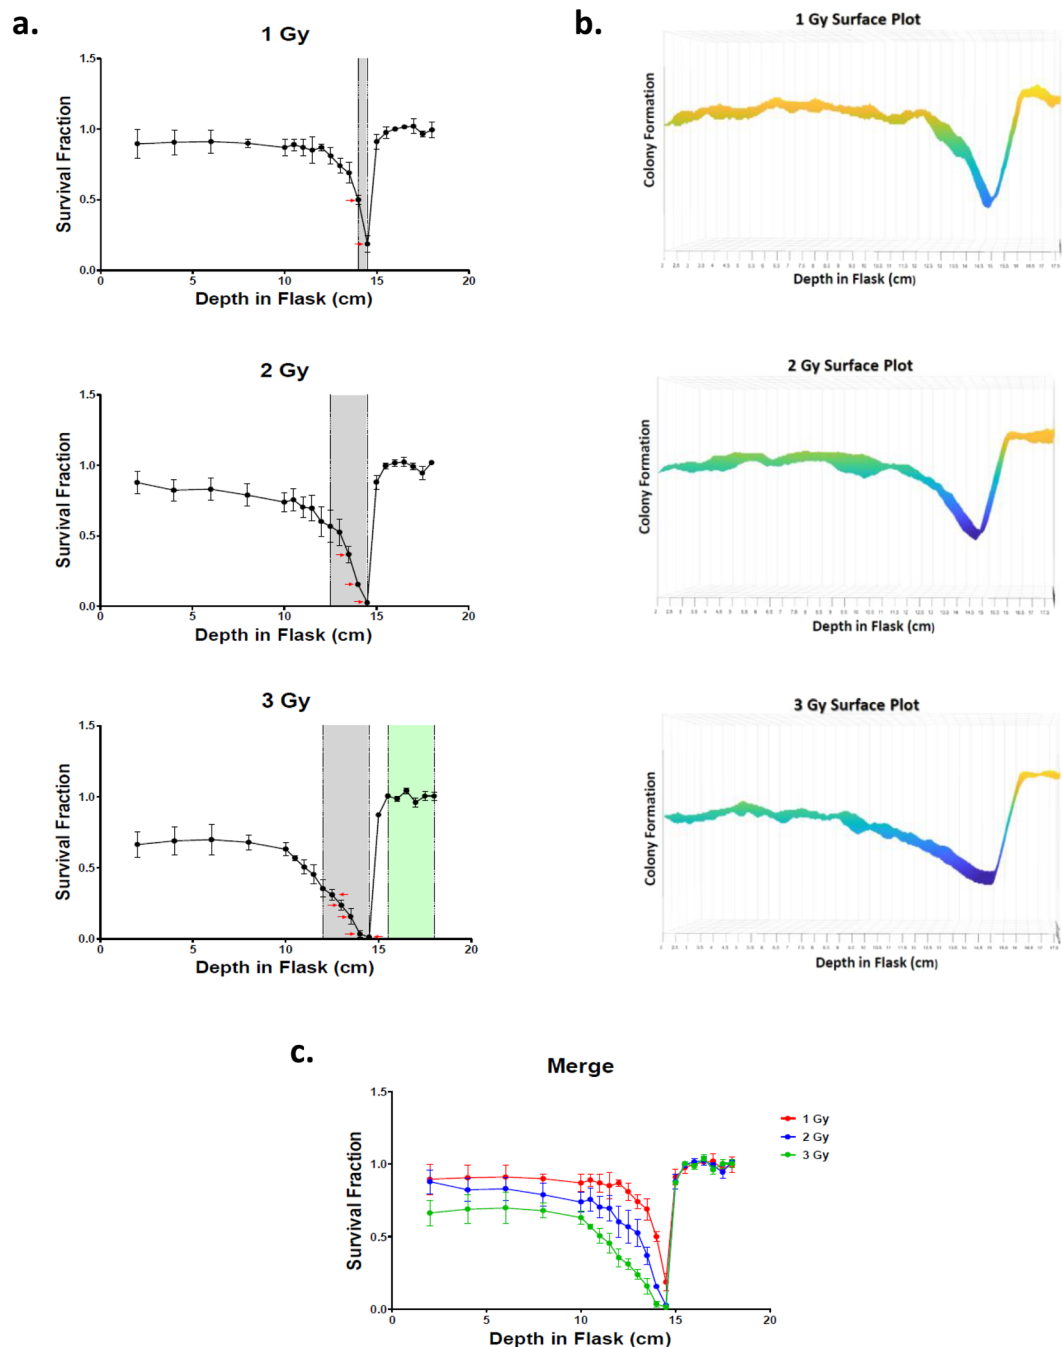 a.
1 Gy
Survival Fraction
1.5
1.0
0.5
0.0
0 5 10 15 20
Depth in Flask (cm)
2 Gy
Survival Fraction
1.5
1.0
0.5
0.0
0 5 10 15 20
Depth in Flask (cm)
3 Gy
Survival Fraction
1.5
1.0
0.5
0.0
0 5 10 15 20
Depth in Flask (cm)
b.
1 Gy Surface Plot
Colony Formation
Depth in Flask (cm)
2 Gy Surface Plot
Colony Formation
Depth in Flask (cm)
3 Gy Surface Plot
Colony Formation
Depth in Flask (cm)
c.
Merge
Survival Fraction
1.5
1.0
0.5
0.0
0 5 10 15 20
Depth in Flask (cm)
1 Gy
2 Gy
3 Gy